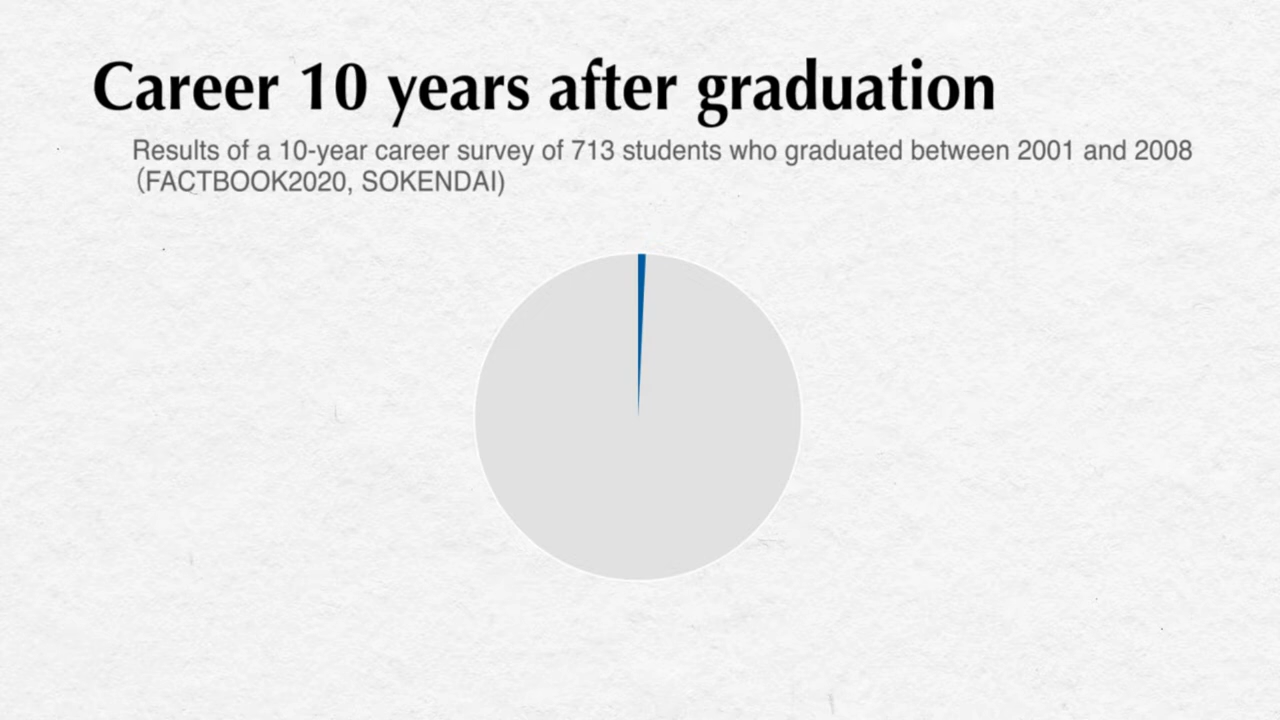 Career 10 years after graduation
Results of a 10-year career survey of 713 students who graduated between 2001 and 2008
（FACTBOOK2020, SOKENDAI)